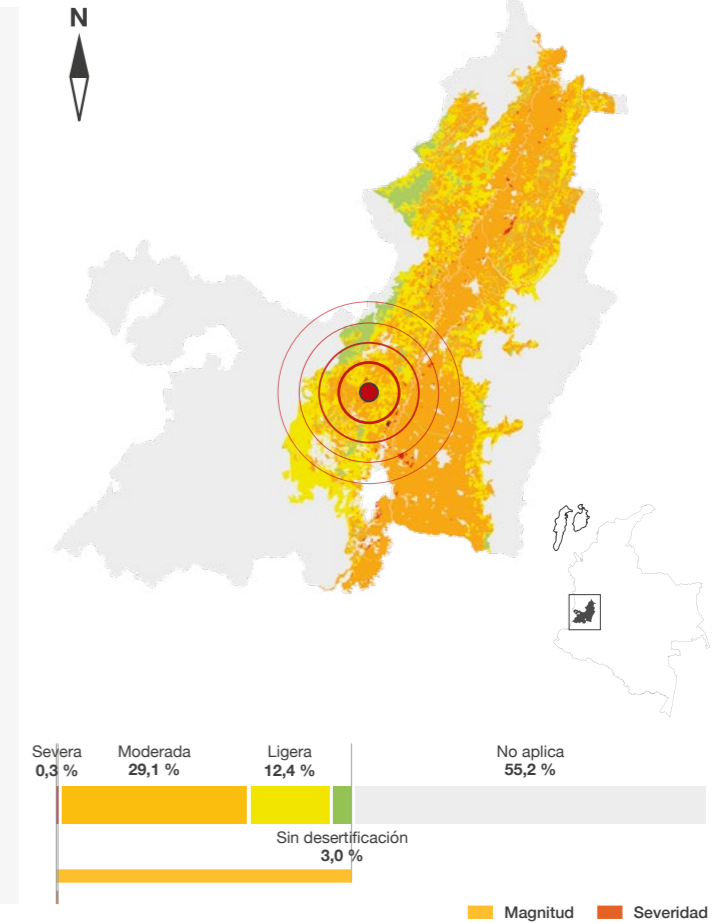 N
Severa
0,3 %
Moderada
29,1 %
Ligera
12,4 %
No aplica
55,2 %
Sin desertificación
3,0 %
Magnitud
Severidad